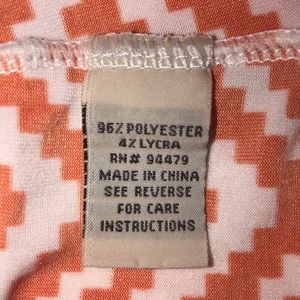 96% POLYESTER
4% LYCRA
RN# 94479
MADE IN CHINA
SEE REVERSE
FOR CARE
INSTRUCTIONS